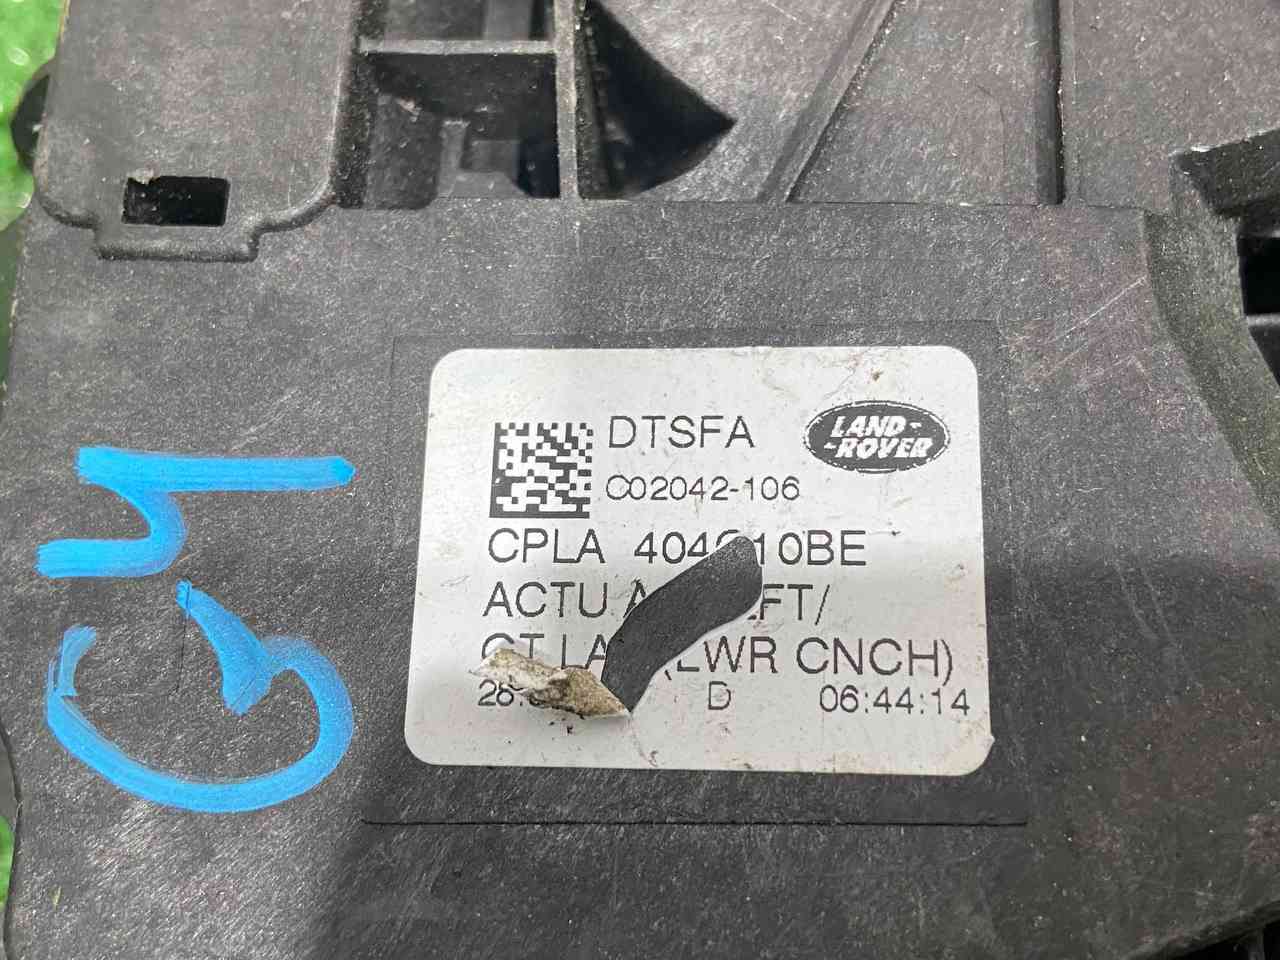 DTSFA
LAND-
-ROVER
C02042-106
CPLA
ACTU
(LWR CNCH)
D 06:44:14